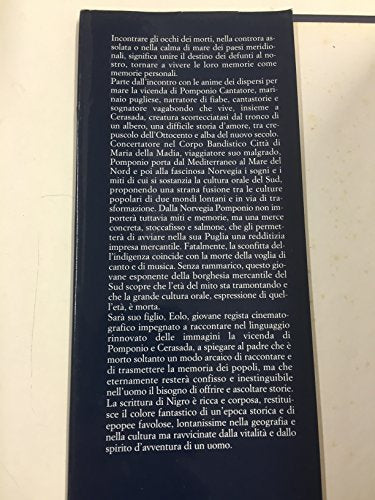 Incontrare gli occhi dei morti, nella controra as-
solata o nella calma di mare dei paesi meridio-
nali, significa unire il destino dei defunti al no-
stro, tornare a vivere le loro memorie come
memorie personali.
Parte dall'incontro con le anime dei dispersi per
mare la vicenda di Pomponio Cantatore, mari-
naio pugliese, narratore di fiabe, cantastorie e
sognatore vagabondo che vive, insieme a
Cerasada, creatura scortecciatasi dal tronco di
un albero, una difficile storia d'amore, tra cre-
puscolo dell'Ottocento e alba del nuovo secolo.
Concertatore nel Corpo Bandistico Città di
Maria della Madia, viaggiatore suo malgrado,
Pomponio porta dal Mediterraneo al Mare del
Nord e poi alla fascinosa Norvegia i sogni e i
miti di cui si sostanzia la cultura orale del Sud,
proponendo una strana fusione tra le culture
popolari di due mondi lontani e in via di tra-
sformazione. Dalla Norvegia Pomponio non im-
porterà tuttavia miti e memorie, ma una merce
concreta, stoccafisso e salmone, che gli permet-
terà di avviare nella sua Puglia una redditizia
impresa mercantile. Fatalmente, la sconfitta del-
l'indigenza coincide con la morte della voglia di
canto e di musica. Senza rammarico, questo gio-
vane esponente della borghesia mercantile del
Sud scopre che l'età del mito sta tramontando e
che la grande cultura orale, espressione di quel-
l'età, è morta.
Sarà suo figlio, Eolo, giovane regista cinemato-
grafico impegnato a raccontare nel linguaggio
rinnovato delle immagini la vicenda di
Pomponio e Cerasada, a spiegare al padre che è
morto soltanto un modo arcaico di raccontare e
di trasmettere la memoria dei popoli, ma che
eternamente resterà confisso e inestinguibile
nell'uomo il bisogno di offrire e ascoltare storie.
La scrittura di Nigro è ricca e corposa, restitui-
sce il colore fantastico di un'epoca storica e di
epopee favolose, lontanissime nella geografia e
nella cultura ma ravvicinate dalla vitalità e dallo
spirito d'avventura di un uomo.